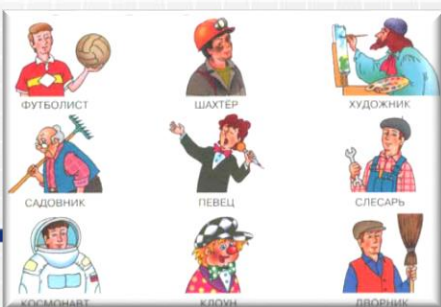 ФУТБОЛИСТ ШАХТЁР ХУДОЖНИК
САДОВНИК ПЕВЕЦ СЛЕСАРЬ
КОСМОНАВТ КЛОУН ДВОРНИК